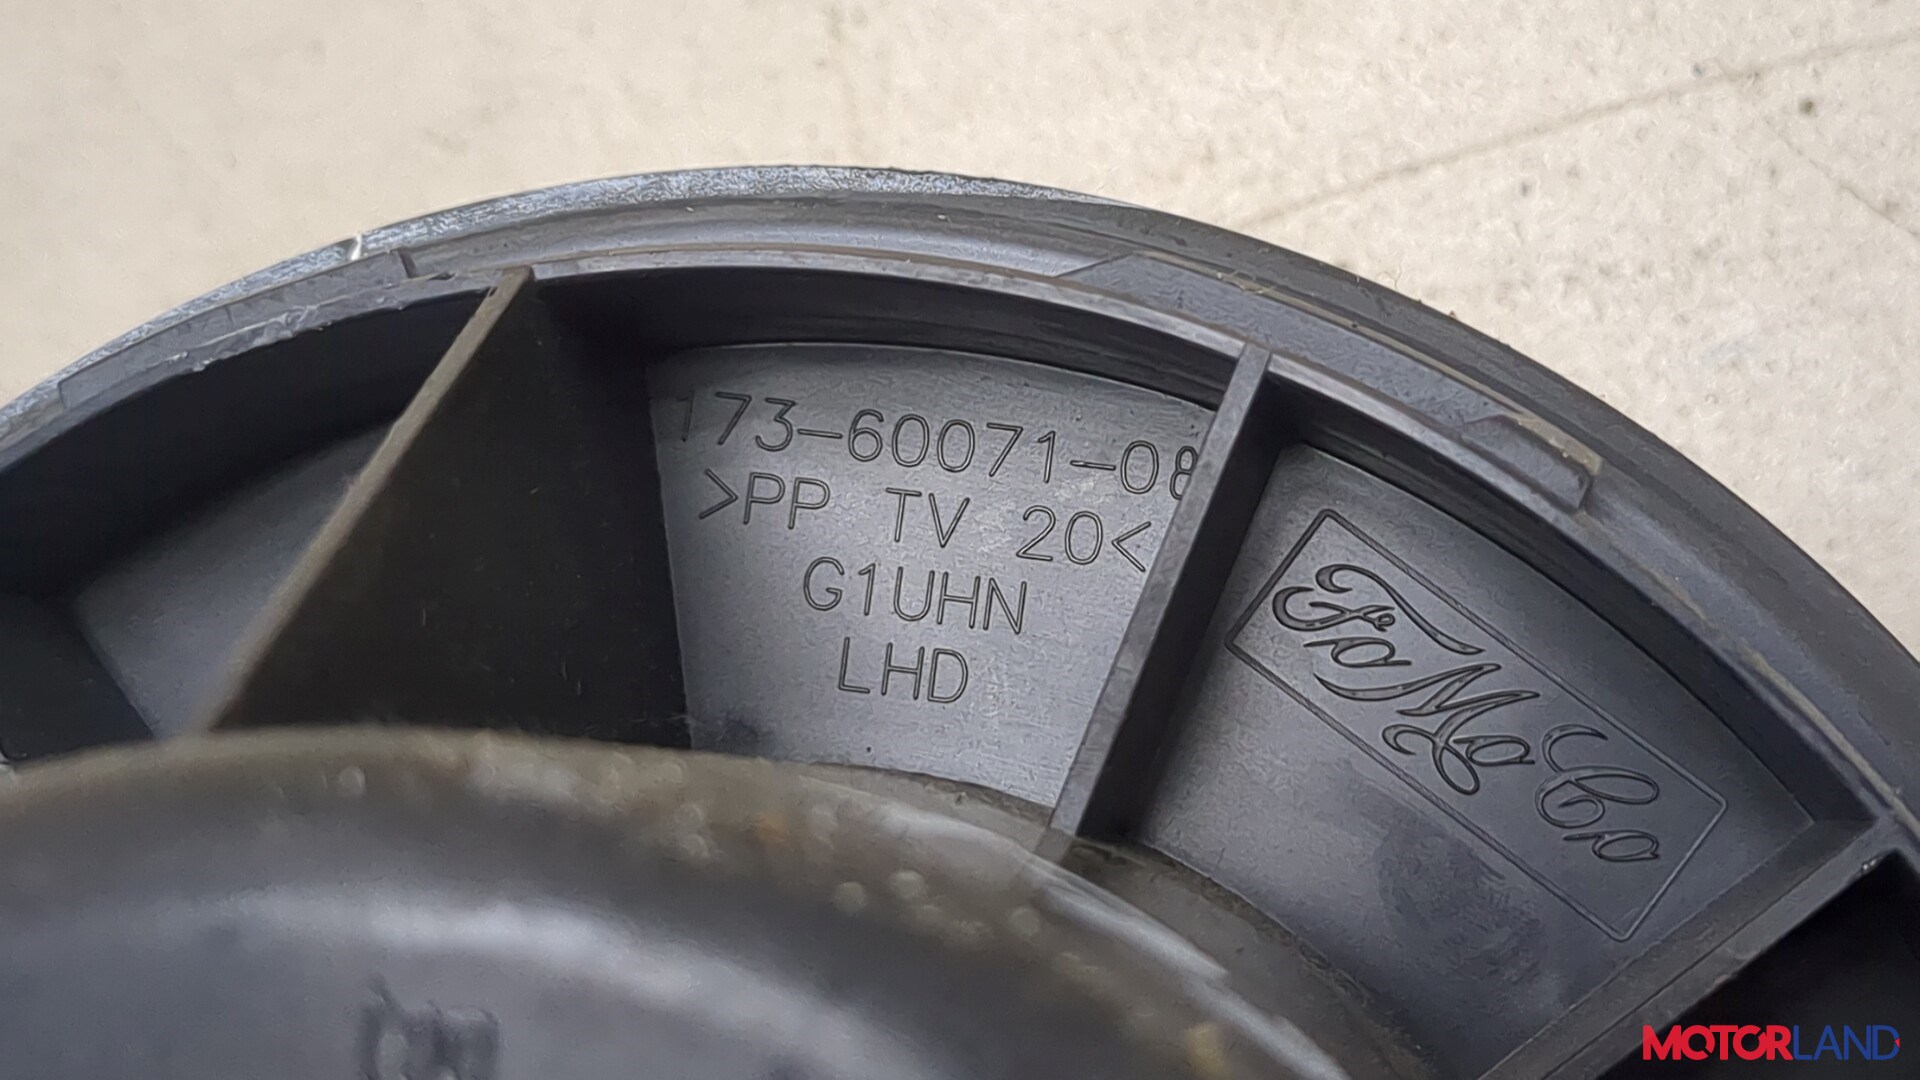 173-60071-08
>PP TV 20<
G1UHN
LHD
FoMoCo
MOTORLAND